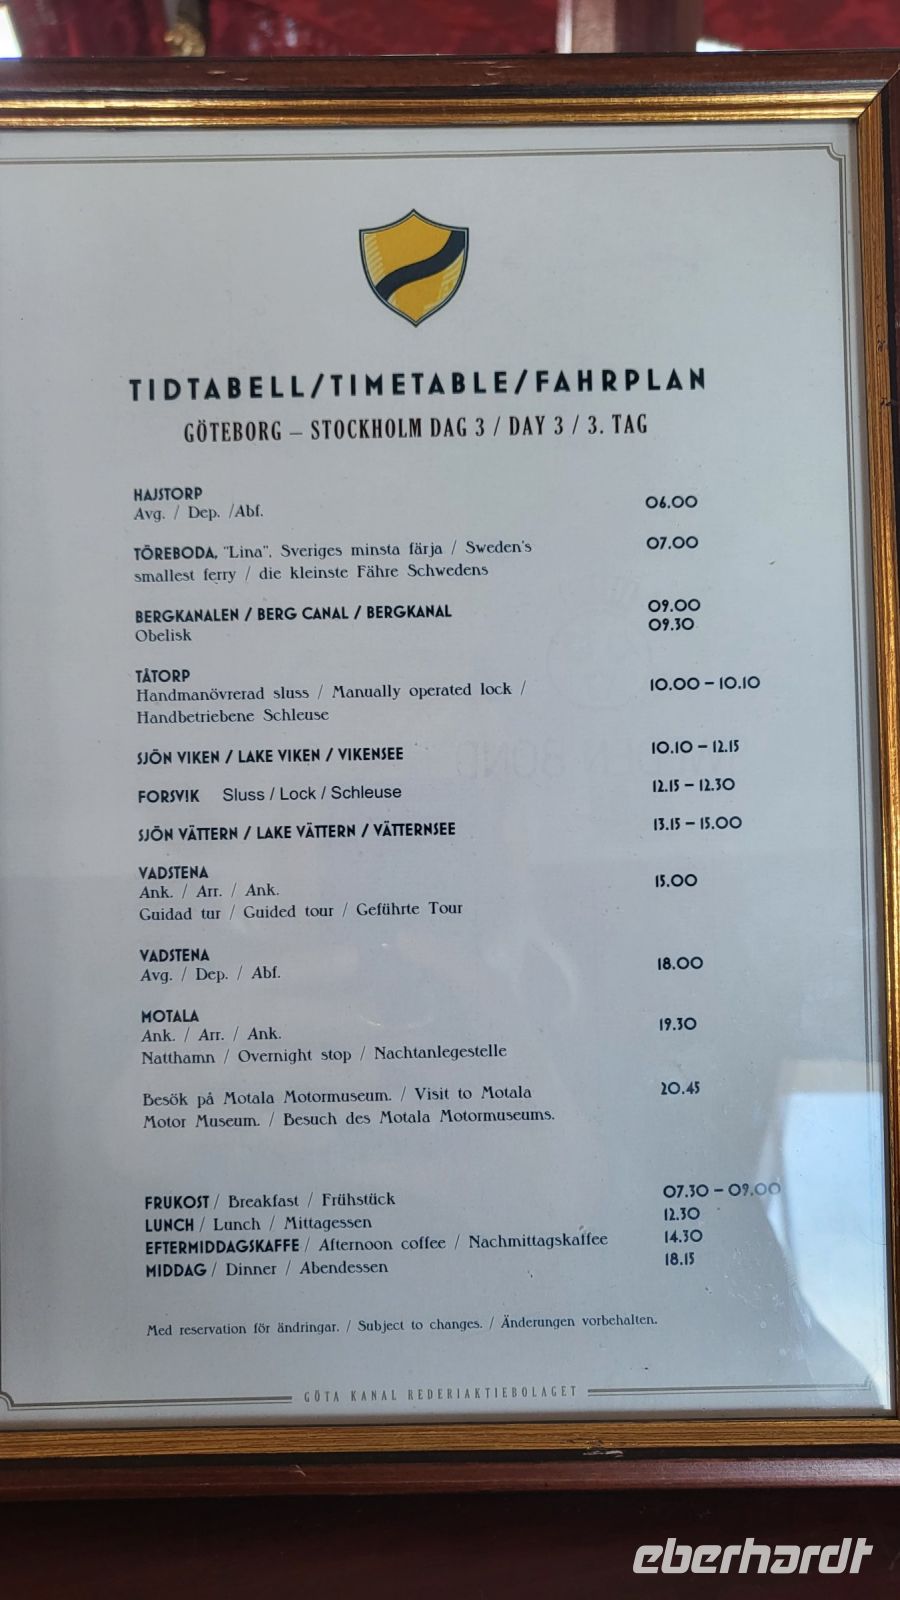 TIDTABELL/TIMETABLE/FAHRPLAN
GÖTEBORG – STOCKHOLM DAG 3 / DAY 3 / 3. TAG
HAJSTORP
Avg. / Dep. /Abf. 06.00
TÖREBODA, "Lina". Sveriges minsta färja / Sweden's 07.00
smallest ferry / die kleinste Fähre Schwedens
BERGKANALEN / BERG CANAL / BERGKANAL 09.00
Obelisk 09.30
TÅTORP
Handmanövrerad sluss / Manually operated lock / 10.00 – 10.10
Handbetriebene Schleuse
SJÖN VIKEN / LAKE VIKEN / VIKENSEE 10.10 – 12.15
FORSVIK Sluss / Lock / Schleuse 12.15 – 12.30
SJÖN VÄTTERN / LAKE VÄTTERN / VÄTTERNSEE 13.15 – 15.00
VADSTENA
Ank. / Arr. / Ank. 15.00
Guidad tur / Guided tour / Geführte Tour
VADSTENA
Avg. / Dep. / Abf. 18.00
MOTALA
Ank. / Arr. / Ank. 19.30
Natthamn / Overnight stop / Nachtanlegestelle
Besök på Motala Motormuseum. / Visit to Motala 20.45
Motor Museum. / Besuch des Motala Motormuseums.
FRUKOST / Breakfast / Frühstück 07.30 – 09.00
LUNCH / Lunch / Mittagessen 12.30
EFTERMIDDAGSKAFFE / Afternoon coffee / Nachmittagskaffee 14.30
MIDDAG / Dinner / Abendessen 18.15
Med reservation för ändringar. / Subject to changes. / Änderungen vorbehalten.
GÖTA KANAL REDERIAKTIEBOLAGET
eberhardt